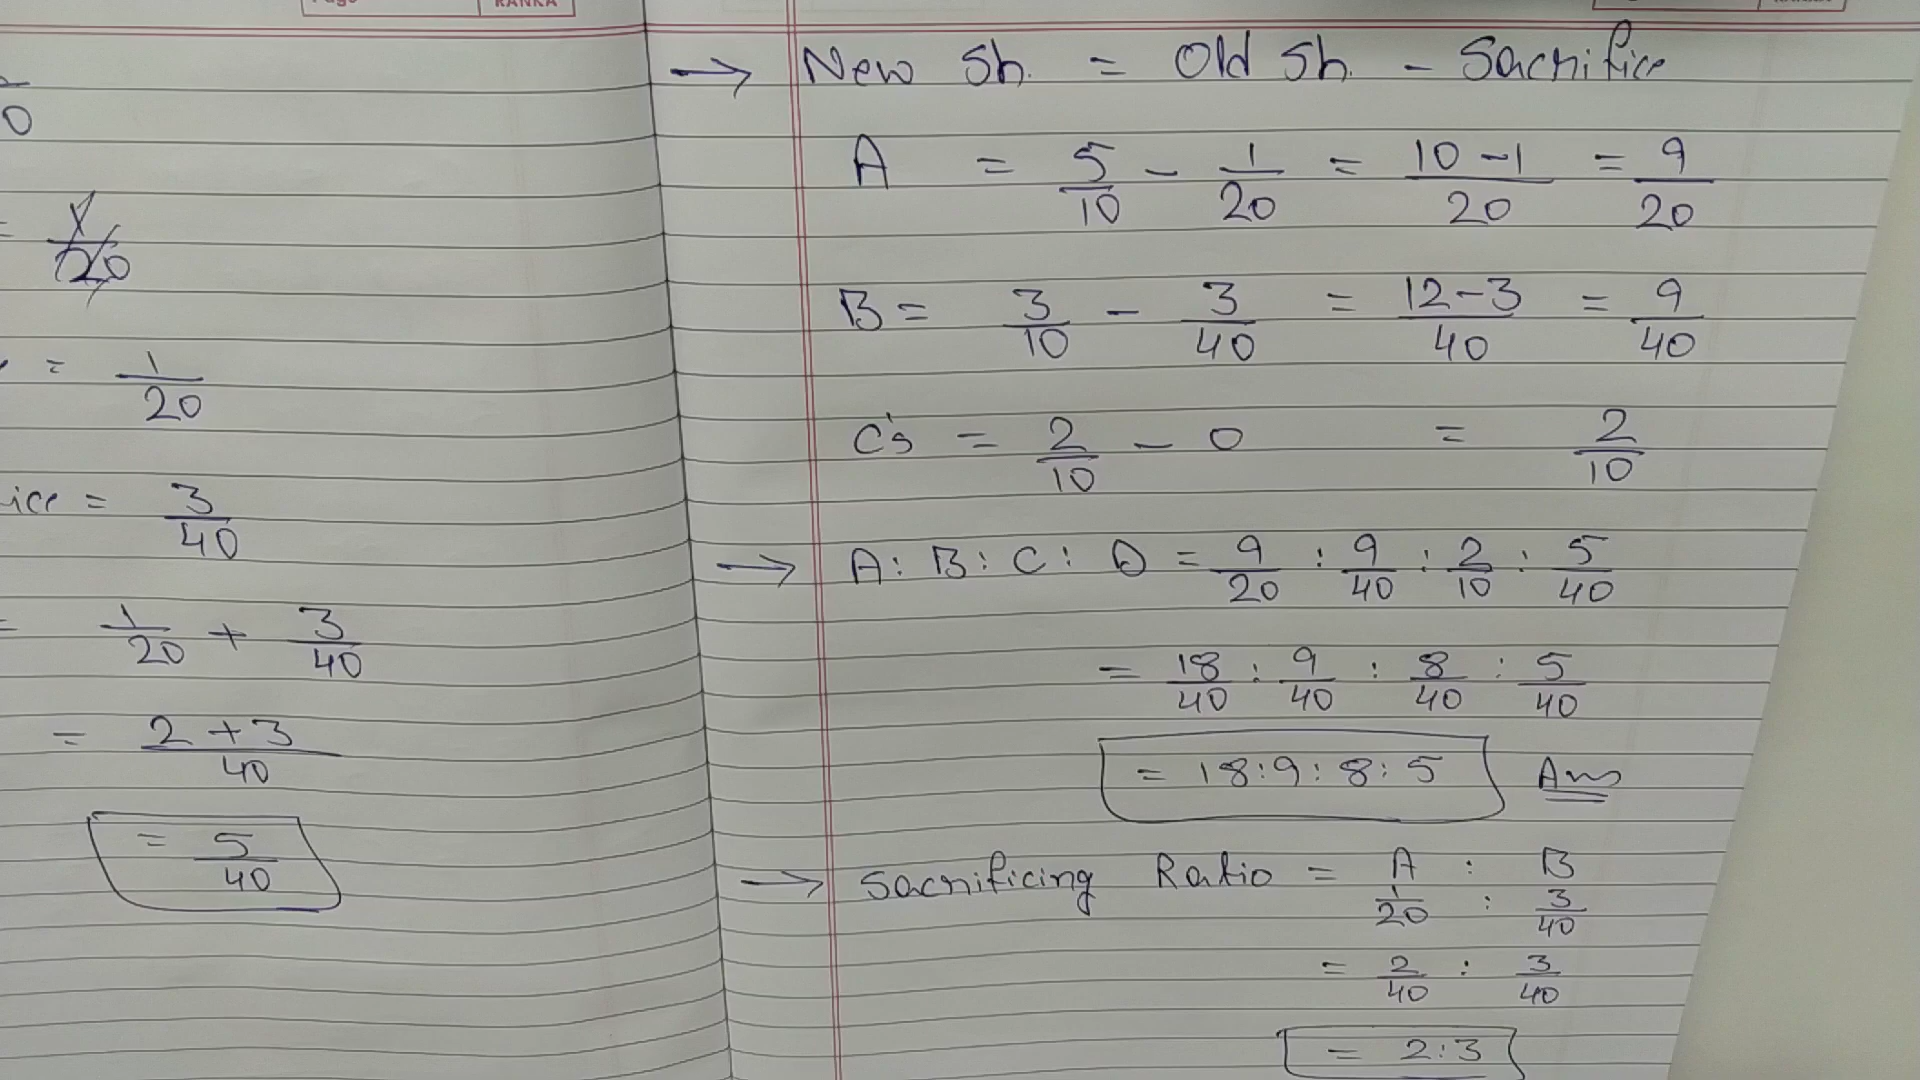 RANKA
0
= 1/20
= 1/20
ice = 3/40
= 1/20 + 3/40
= 2+3/40
= 5/40
→ New Sh. = Old Sh. - Sacrifice
A = 5/10 - 1/20 = 10-1/20 = 9/20
B = 3/10 - 3/40 = 12-3/40 = 9/40
C's = 2/10 - 0 = 2/10
→ A : B : C : D = 9/20 : 9/40 : 2/10 : 5/40
= 18/40 : 9/40 : 8/40 : 5/40
= 18:9:8:5 Ans
→ Sacrificing Ratio = A : B
1/20 : 3/40
= 2/40 : 3/40
= 2:3